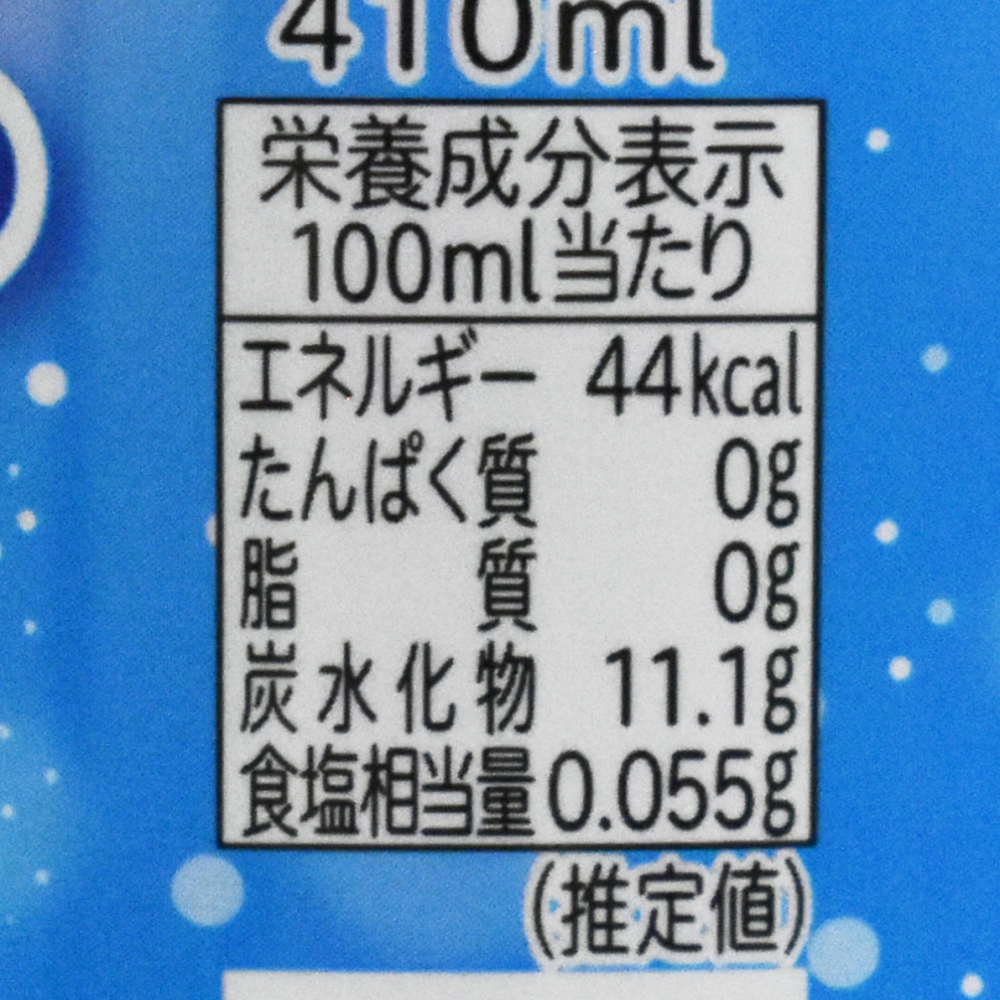 410ml
栄養成分表示
100ml当たり
エネルギー 44kcal
たんぱく質 0g
脂質 0g
炭水化物 11.1g
食塩相当量 0.055g
(推定値)